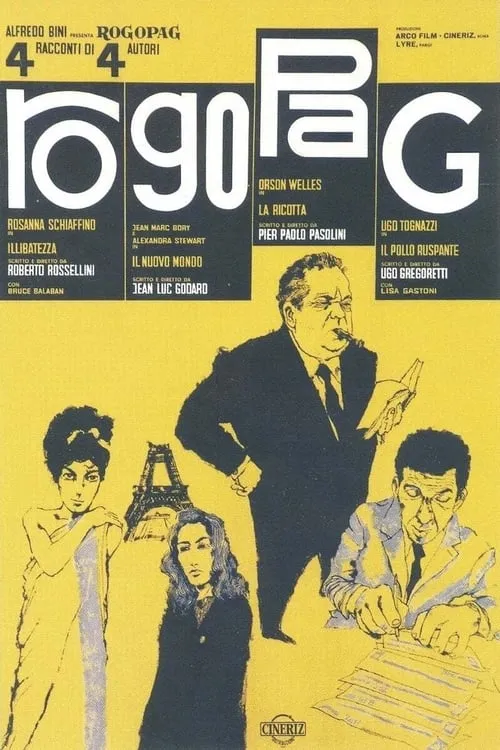 ALFREDO BINI PRESENTA ROGOPAG
4 RACCONTI DI 4 AUTORI
PRODUZIONE
ARCO FILM - CINERIZ, ROMA
LYRE, PARIGI
roGoPaG
ROSANNA SCHIAFFINO
IN
ILLIBATEZZA
SCRITTO E DIRETTO DA
ROBERTO ROSSELLINI
CON
BRUCE BALABAN
JEAN MARC BORY
E
ALEXANDRA STEWART
IN
IL NUOVO MONDO
SCRITTO E DIRETTO DA
JEAN LUC GODARD
ORSON WELLES
IN
LA RICOTTA
SCRITTO E DIRETTO DA
PIER PAOLO PASOLINI
UGO TOGNAZZI
IN
IL POLLO RUSPANTE
SCRITTO E DIRETTO DA
UGO GREGORETTI
CON
LISA GASTONI
CINERIZ